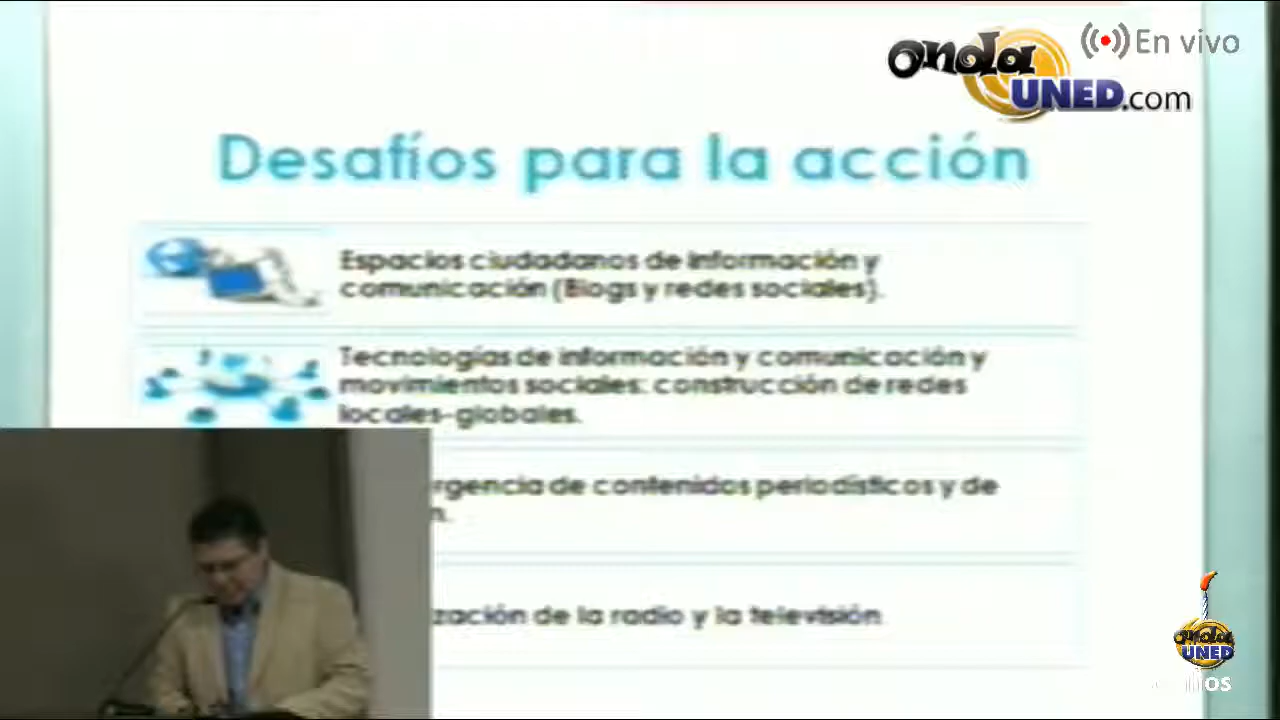 onda
UNED.com
En vivo
Desafíos para la acción
Espacios ciudadanos de información y
comunicación (Blogs y redes sociales).
Tecnologías de información y comunicación y
movimientos sociales: construcción de redes
locales-globales.
rgencia de contenidos periodísticos y de
n.
zación de la radio y la televisión
onda
UNED